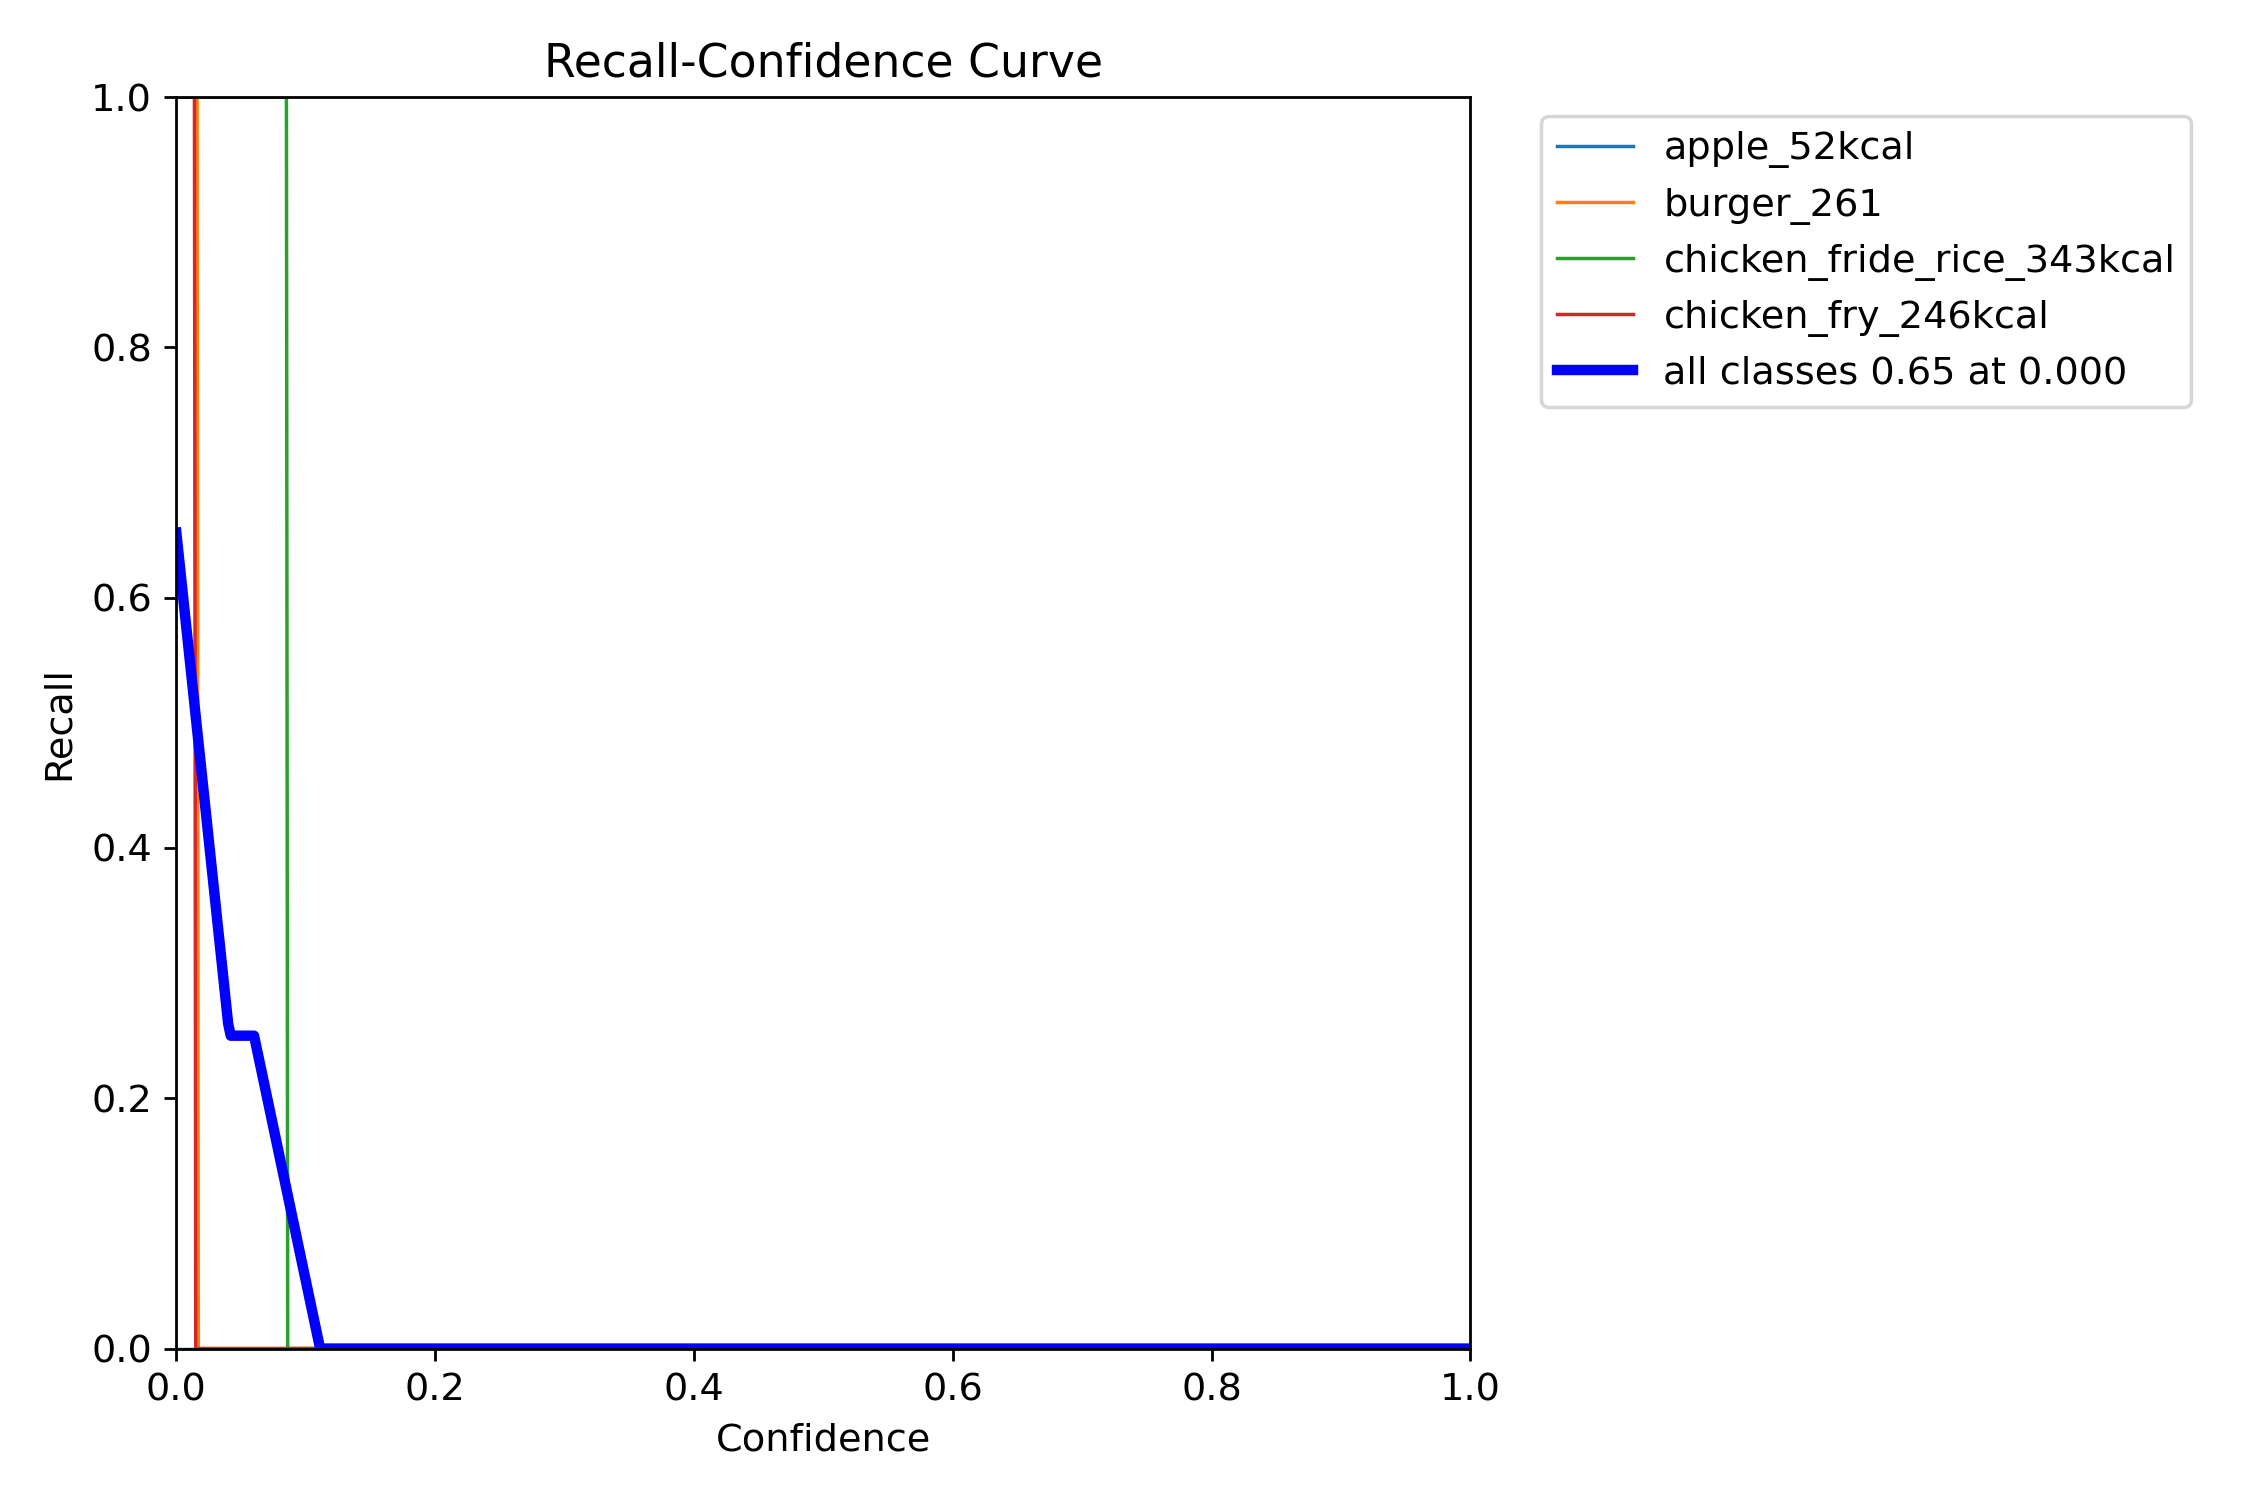 Recall-Confidence Curve
1.0
0.8
0.6
0.4
0.2
0.0
Recall
0.0 0.2 0.4 0.6 0.8 1.0
Confidence
apple_52kcal
burger_261
chicken_fride_rice_343kcal
chicken_fry_246kcal
all classes 0.65 at 0.000